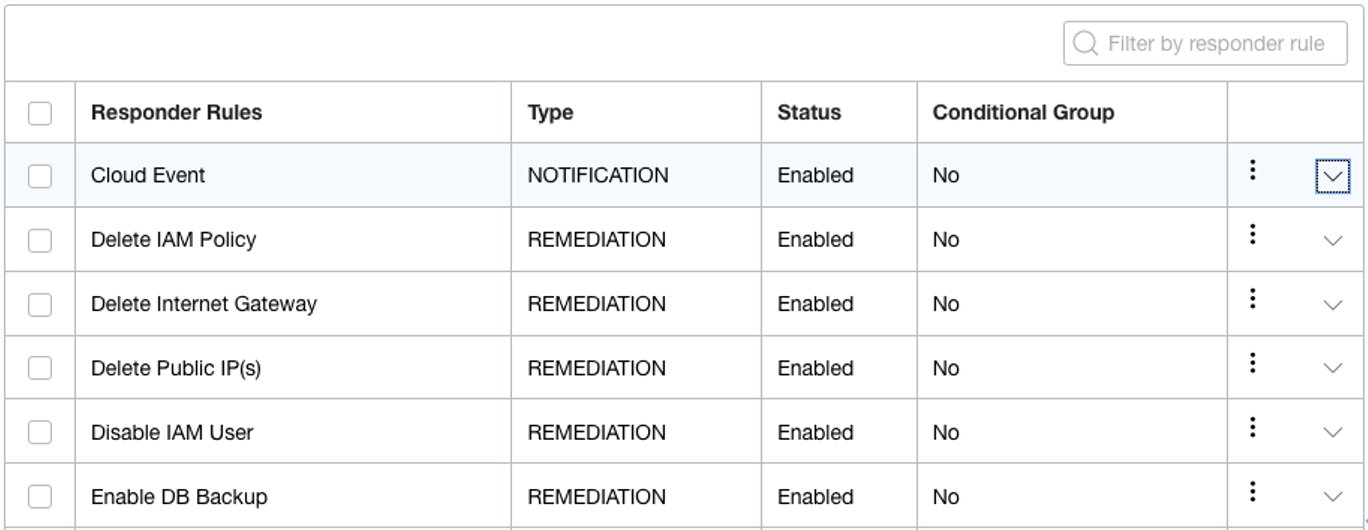 Filter by responder rule
Responder Rules Type Status Conditional Group
Cloud Event NOTIFICATION Enabled No
Delete IAM Policy REMEDIATION Enabled No
Delete Internet Gateway REMEDIATION Enabled No
Delete Public IP(s) REMEDIATION Enabled No
Disable IAM User REMEDIATION Enabled No
Enable DB Backup REMEDIATION Enabled No